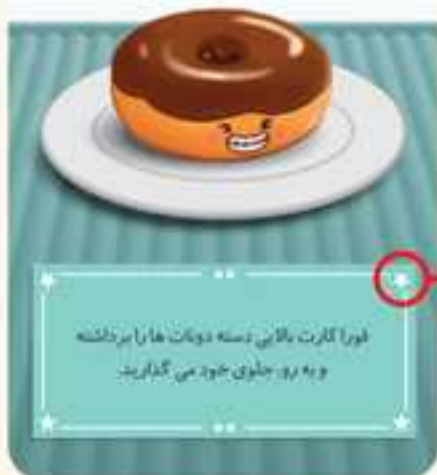 فورا کارت بالایی دسته دونات ها را برداشته
و به رو، جلوی خود می گذارید.